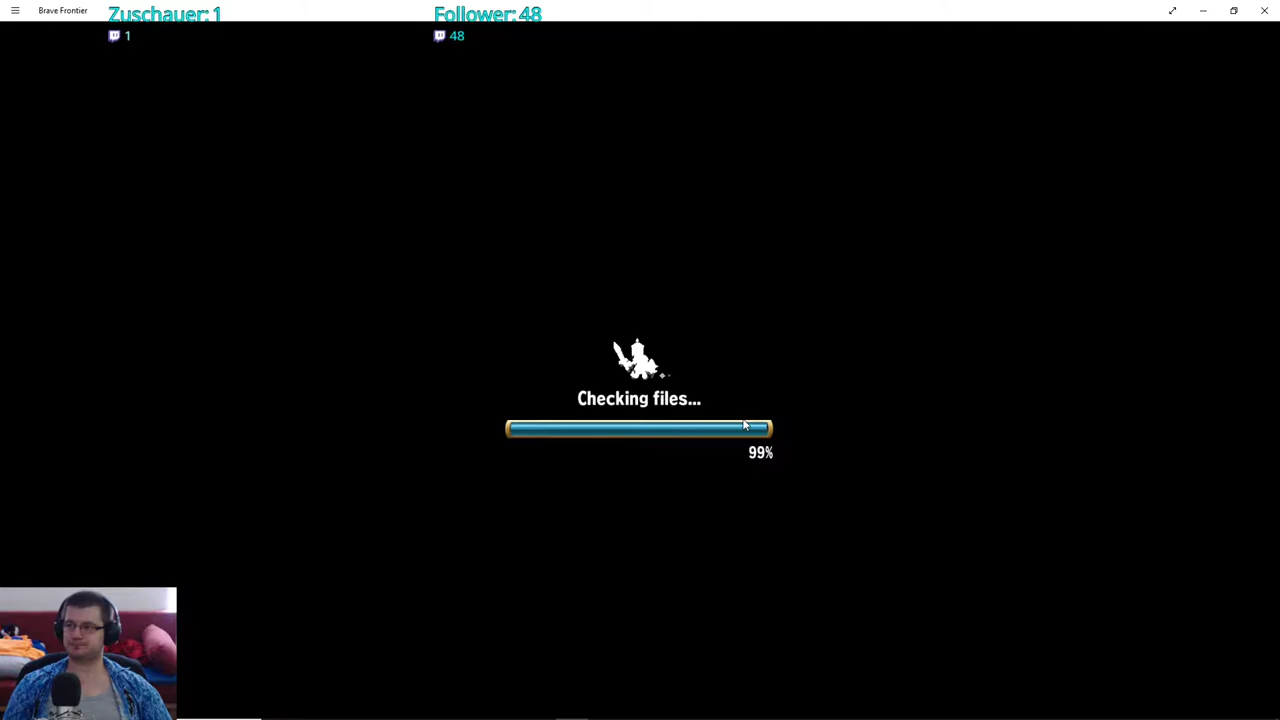 Brave Frontier
Zuschauer: 1
Follower: 48
1
48
Checking files...
99%